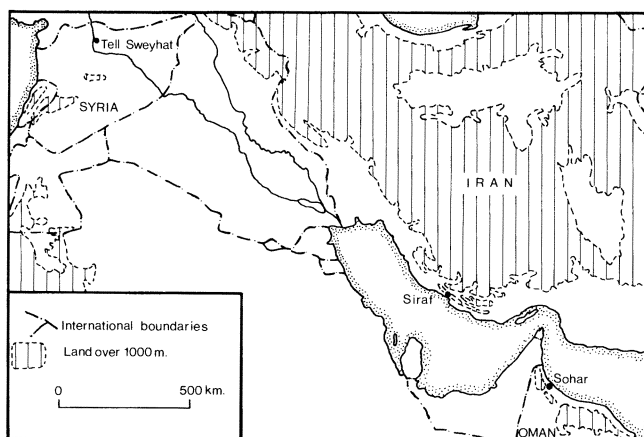 Tell Sweyhat
SYRIA
IRAN
Siraf
International boundaries
Land over 1000 m.
0 500 km.
Sohar
OMAN